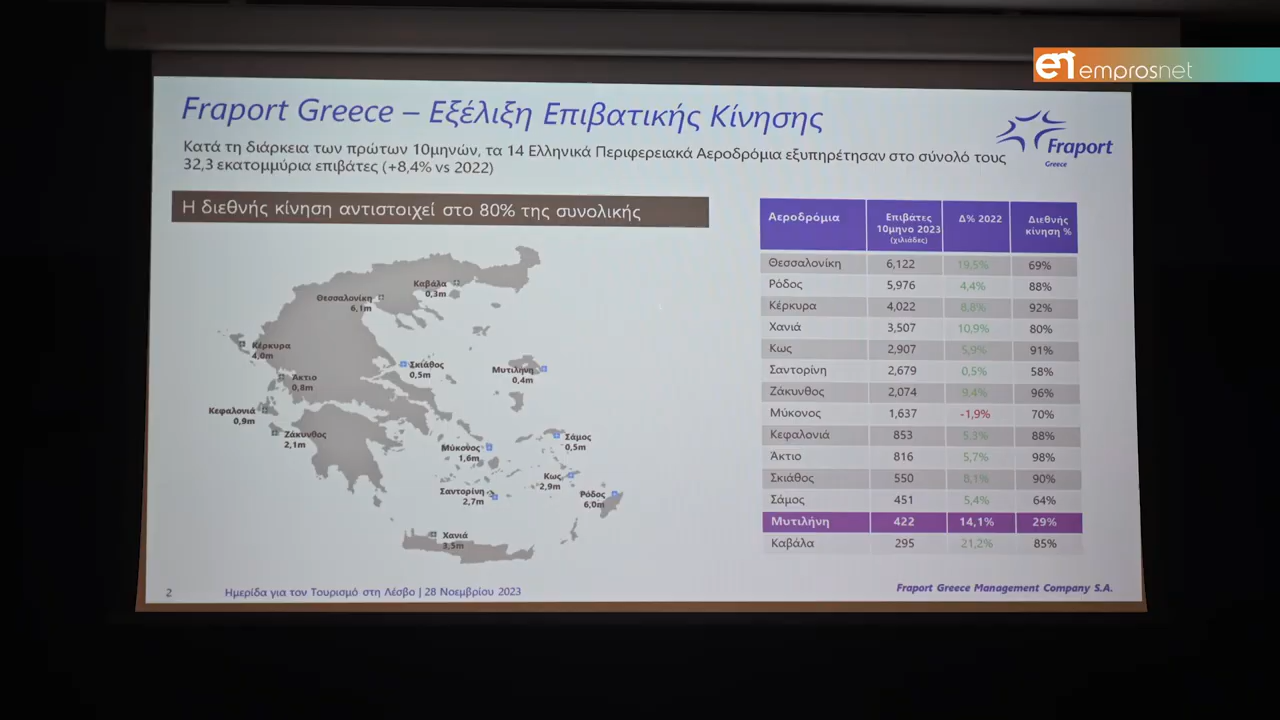 emprosnet
Fraport Greece – Εξέλιξη Επιβατικής Κίνησης
Κατά τη διάρκεια των πρώτων 10μηνών, τα 14 Ελληνικά Περιφερειακά Αεροδρόμια εξυπηρέτησαν στο σύνολό τους
32,3 εκατομμύρια επιβάτες (+8,4% vs 2022)
Fraport
Greece
Η διεθνής κίνηση αντιστοιχεί στο 80% της συνολικής
Καβάλα
0,3m
Θεσσαλονίκη
6,1m
Κέρκυρα
4,0m
Σκιάθος
0,5m
Μυτιλήνη
0,4m
Άκτιο
0,8m
Κεφαλονιά
0,9m
Ζάκυνθος
2,1m
Σάμος
0,5m
Μύκονος
1,6m
Κως
2,9m
Σαντορίνη
2,7m
Ρόδος
6,0m
Χανιά
3,5m
Αεροδρόμια Επιβάτες 10μηνο 2023 (χιλιάδες) Δ% 2022 Διεθνής κίνηση %
Θεσσαλονίκη 6,122 19,5% 69%
Ρόδος 5,976 4,4% 88%
Κέρκυρα 4,022 8,8% 92%
Χανιά 3,507 10,9% 80%
Κως 2,907 5,9% 91%
Σαντορίνη 2,679 0,5% 58%
Ζάκυνθος 2,074 9,4% 96%
Μύκονος 1,637 -1,9% 70%
Κεφαλονιά 853 5,3% 88%
Άκτιο 816 5,7% 98%
Σκιάθος 550 8,1% 90%
Σάμος 451 5,4% 64%
Μυτιλήνη 422 14,1% 29%
Καβάλα 295 21,2% 85%
2 Ημερίδα για τον Τουρισμό στη Λέσβο | 28 Νοεμβρίου 2023
Fraport Greece Management Company S.A.